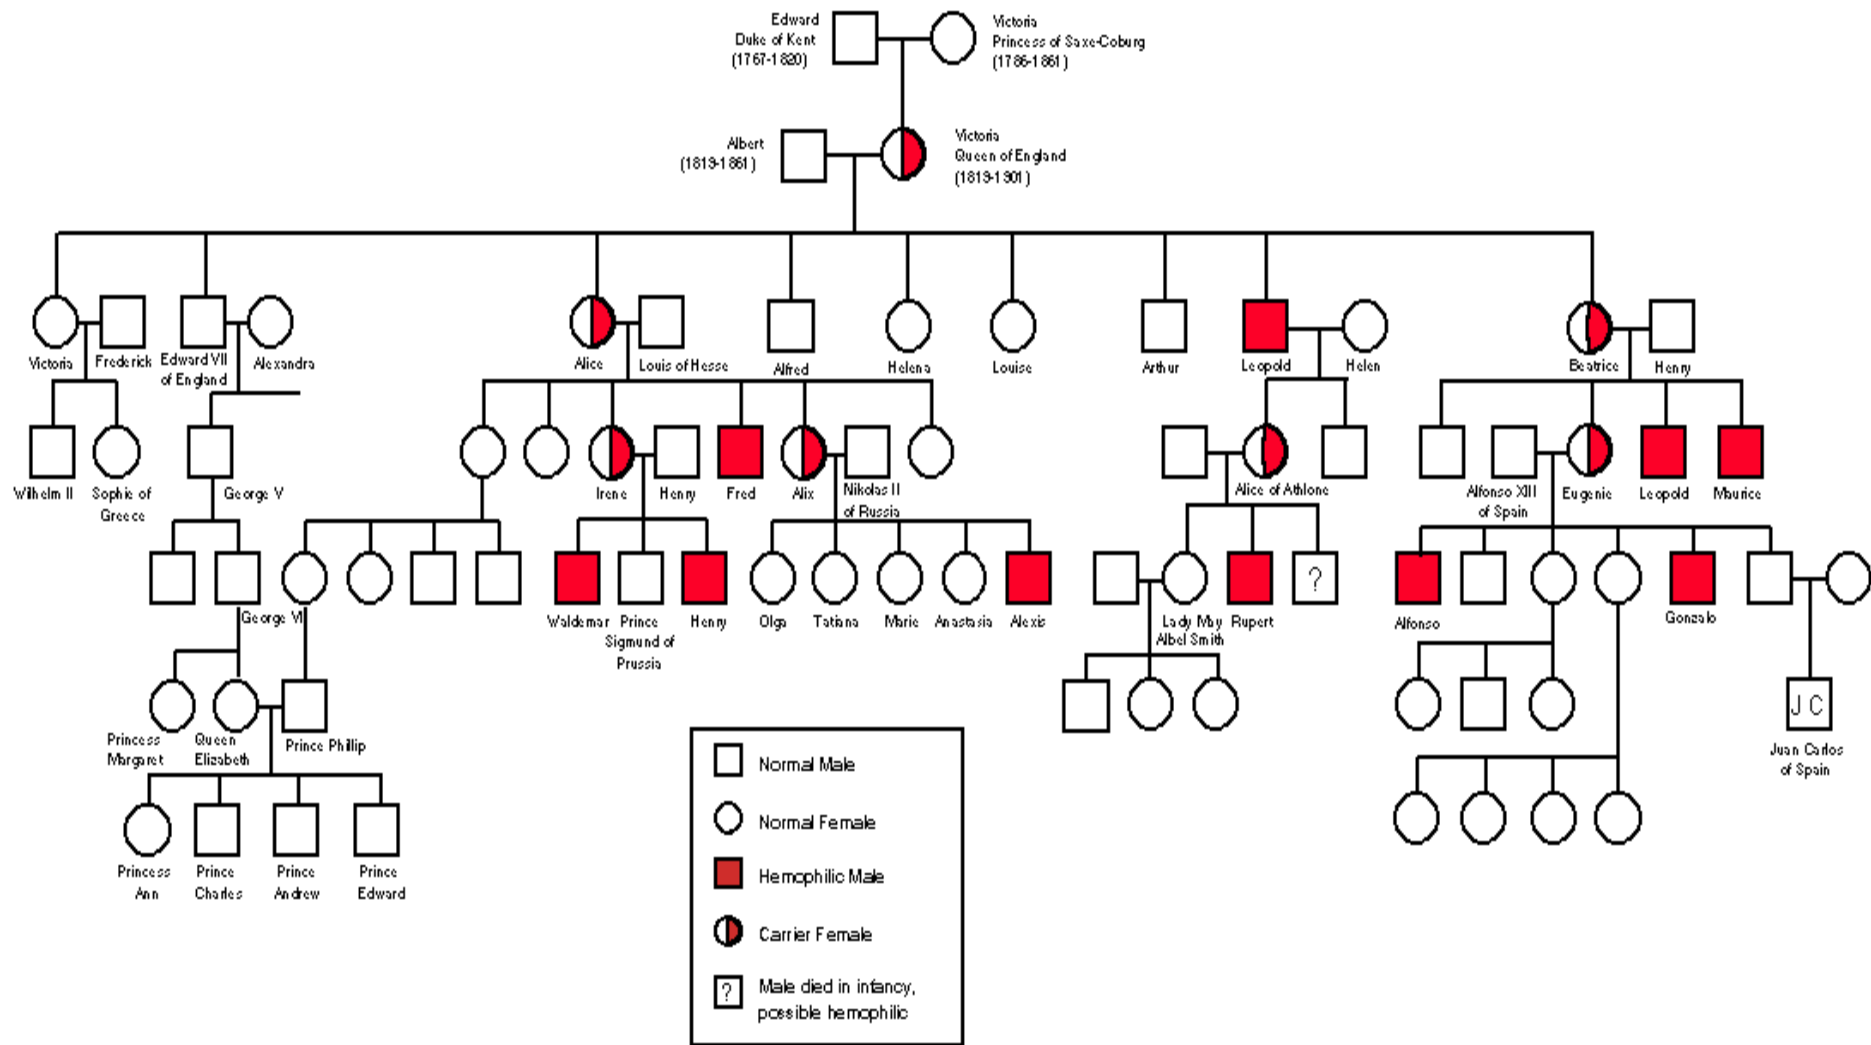 Edward
Duke of Kent
(1767-1820)
Victoria
Princess of Saxe-Coburg
(1786-1861)
Albert
(1819-1861)
Victoria
Queen of England
(1819-1901)
Victoria
Frederick
Edward VII
of England
Alexandra
Alice
Louis of Hesse
Alfred
Helena
Louise
Arthur
Leopold
Helen
Beatrice
Henry
Wilhelm II
Sophie of
Greece
George V
Irene
Henry
Fred
Alix
Nikolas II
of Russia
Alice of Athlone
Alfonso XIII
of Spain
Eugenie
Leopold
Maurice
George VI
Waldemar
Prince
Sigmund of
Prussia
Henry
Olga
Tatiana
Marie
Anastasia
Alexis
Lady May
Abel Smith
Rupert
?
Alfonso
Gonzalo
Princess
Margaret
Queen
Elizabeth
Prince Phillip
J C
Juan Carlos
of Spain
Princess
Ann
Prince
Charles
Prince
Andrew
Prince
Edward
Normal Male
Normal Female
Hemophilic Male
Carrier Female
?
Male died in infancy,
possible hemophilic